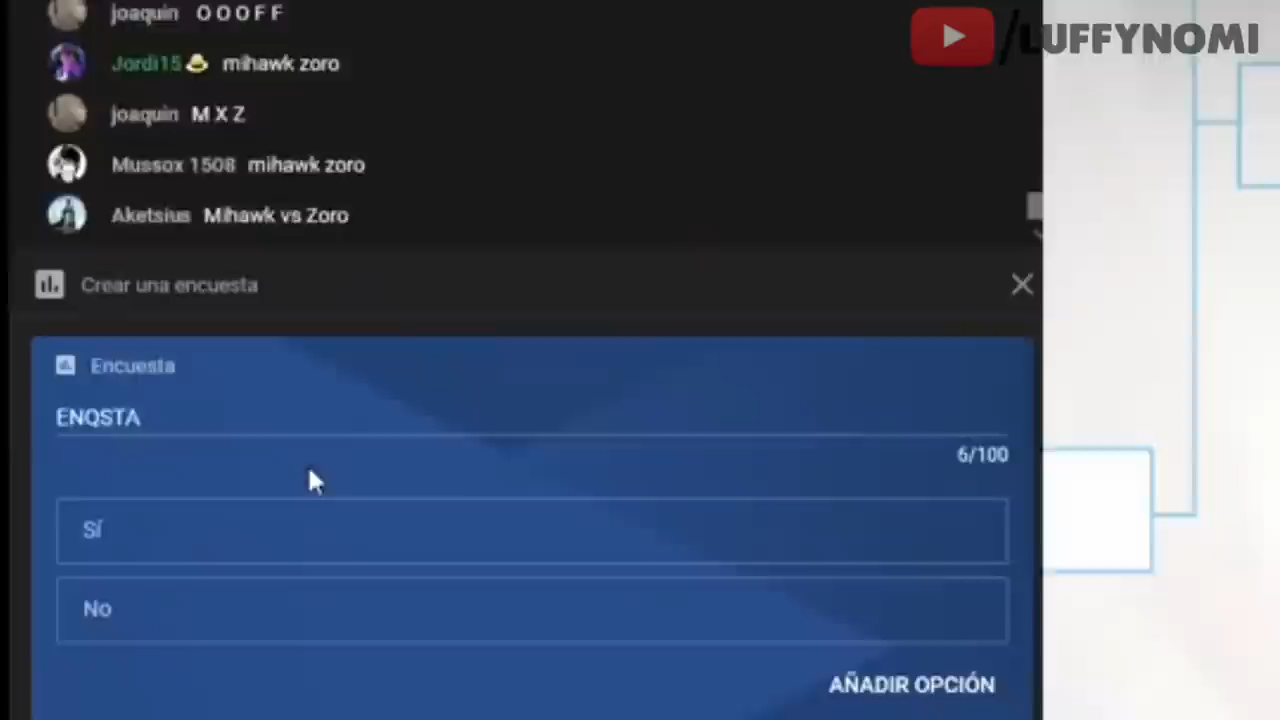 joaquin O O O F F
/LUFFYNOMI
Jordi15 mihawk zoro
joaquin M X Z
Mussox 1508 mihawk zoro
Aketsius Mihawk vs Zoro
Crear una encuesta
Encuesta
ENQSTA
6/100
Sí
No
AÑADIR OPCIÓN